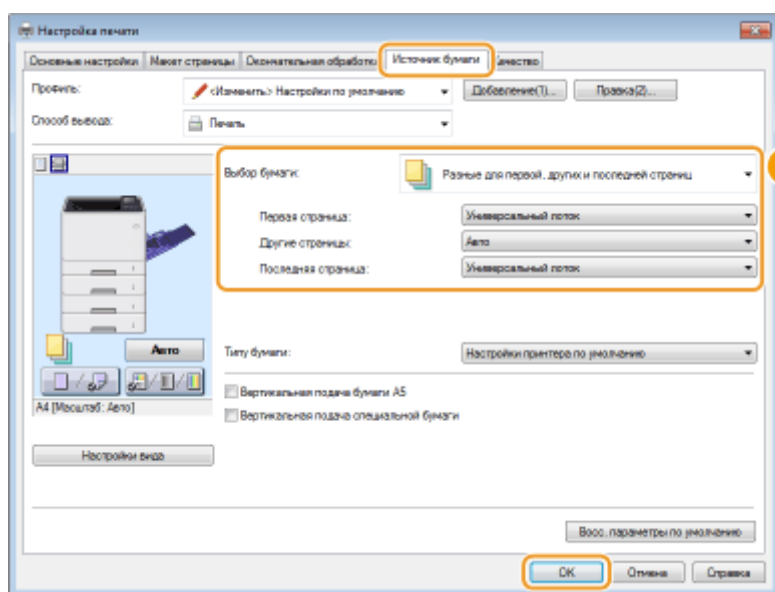 Настройка печати
Основные настройки Макет страницы Окончательная обработка Источник бумаги Качество
Профиль: <Изменить> Настройки по умолчанию Добавление(1)... Правка(2)...
Способ вывода: Печать
Выбор бумаги: Разные для первой, других и последней страниц
Первая страница: Универсальный лоток
Другие страницы: Авто
Последняя страница: Универсальный лоток
Авто
Типу бумаги: Настройки принтера по умолчанию
A4 [Масштаб: Авто]
Вертикальная подача бумаги A5
Вертикальная подача специальной бумаги
Настройки вида
Восс. параметры по умолчанию
OK Отмена Справка